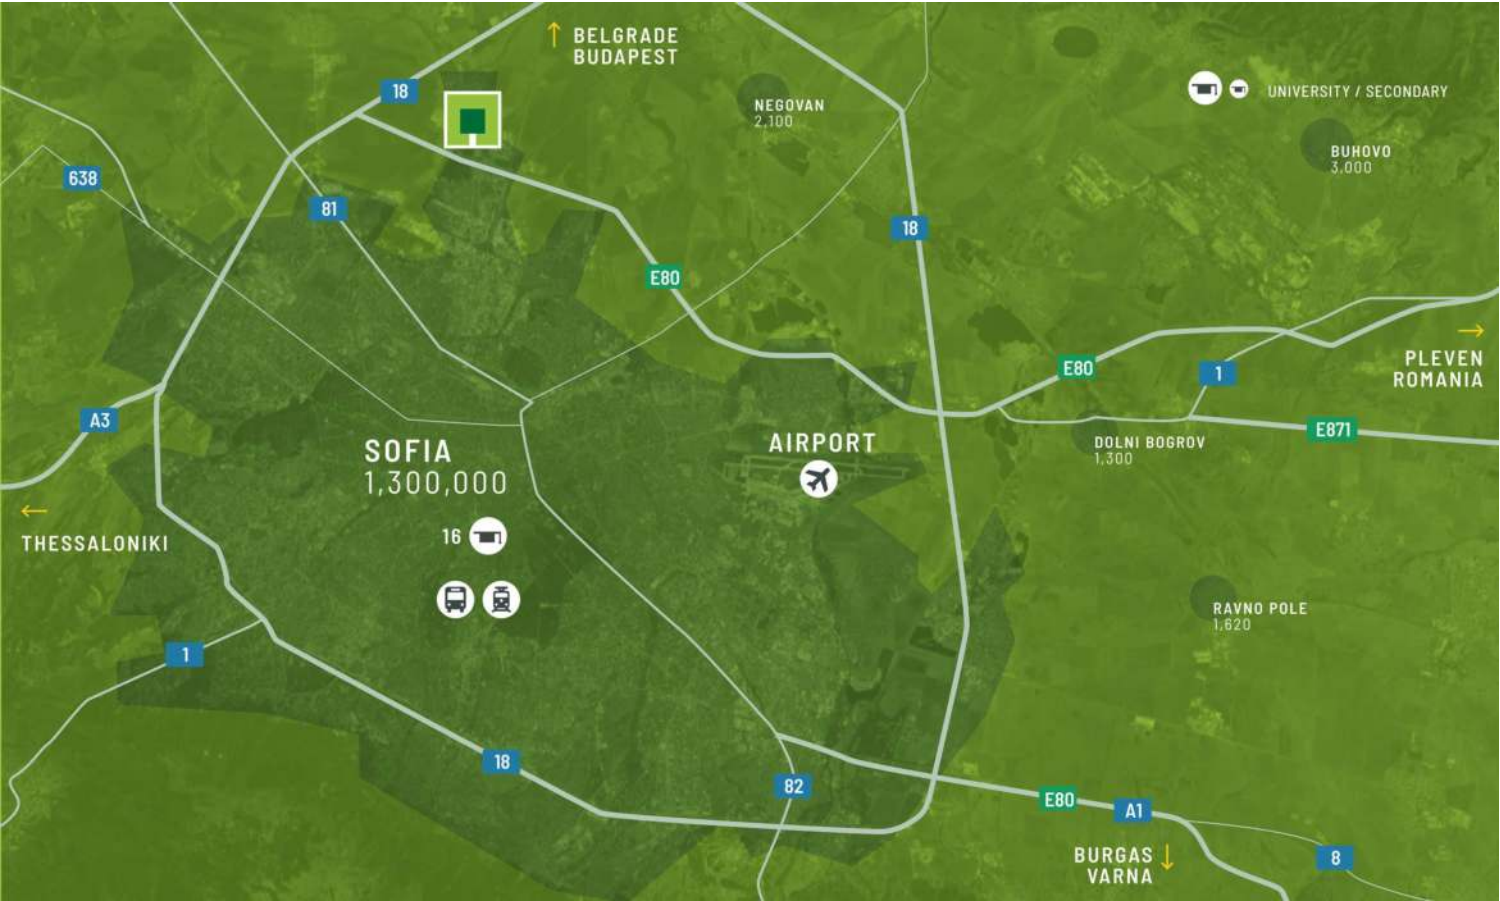 BELGRADE
BUDAPEST
18
UNIVERSITY / SECONDARY
NEGOVAN
2,100
BUHOVO
3,000
638
81
18
E80
PLEVEN
ROMANIA
E80
1
A3
E871
SOFIA
1,300,000
AIRPORT
DOLNI BOGROV
1,300
THESSALONIKI
16
RAVNO POLE
1,620
1
18
82
E80
A1
BURGAS
VARNA
8